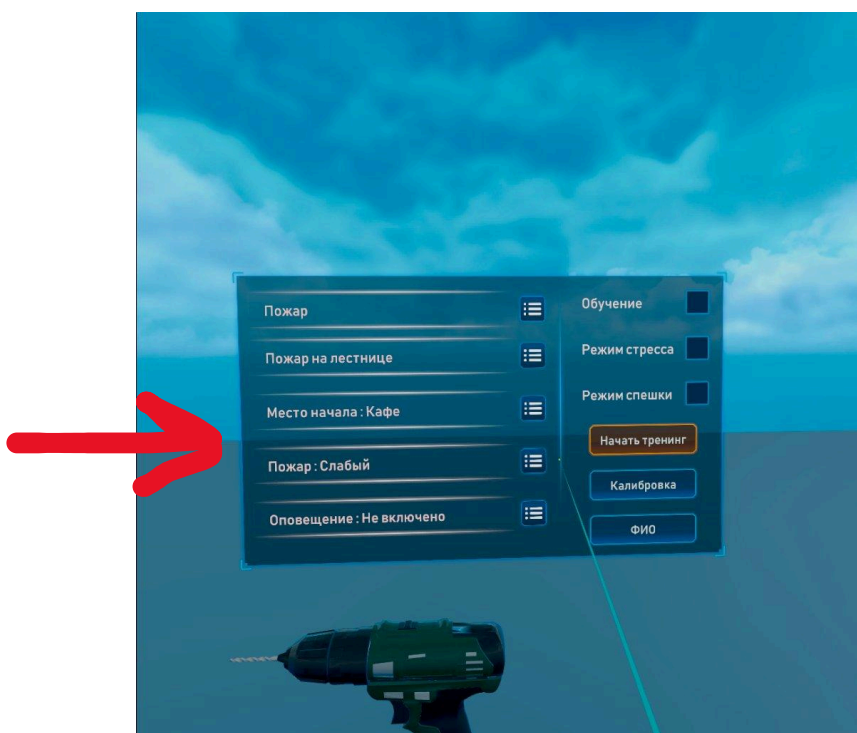 Пожар
Пожар на лестнице
Место начала : Кафе
Пожар : Слабый
Оповещение : Не включено
Обучение
Режим стресса
Режим спешки
Начать тренинг
Калибровка
ФИО